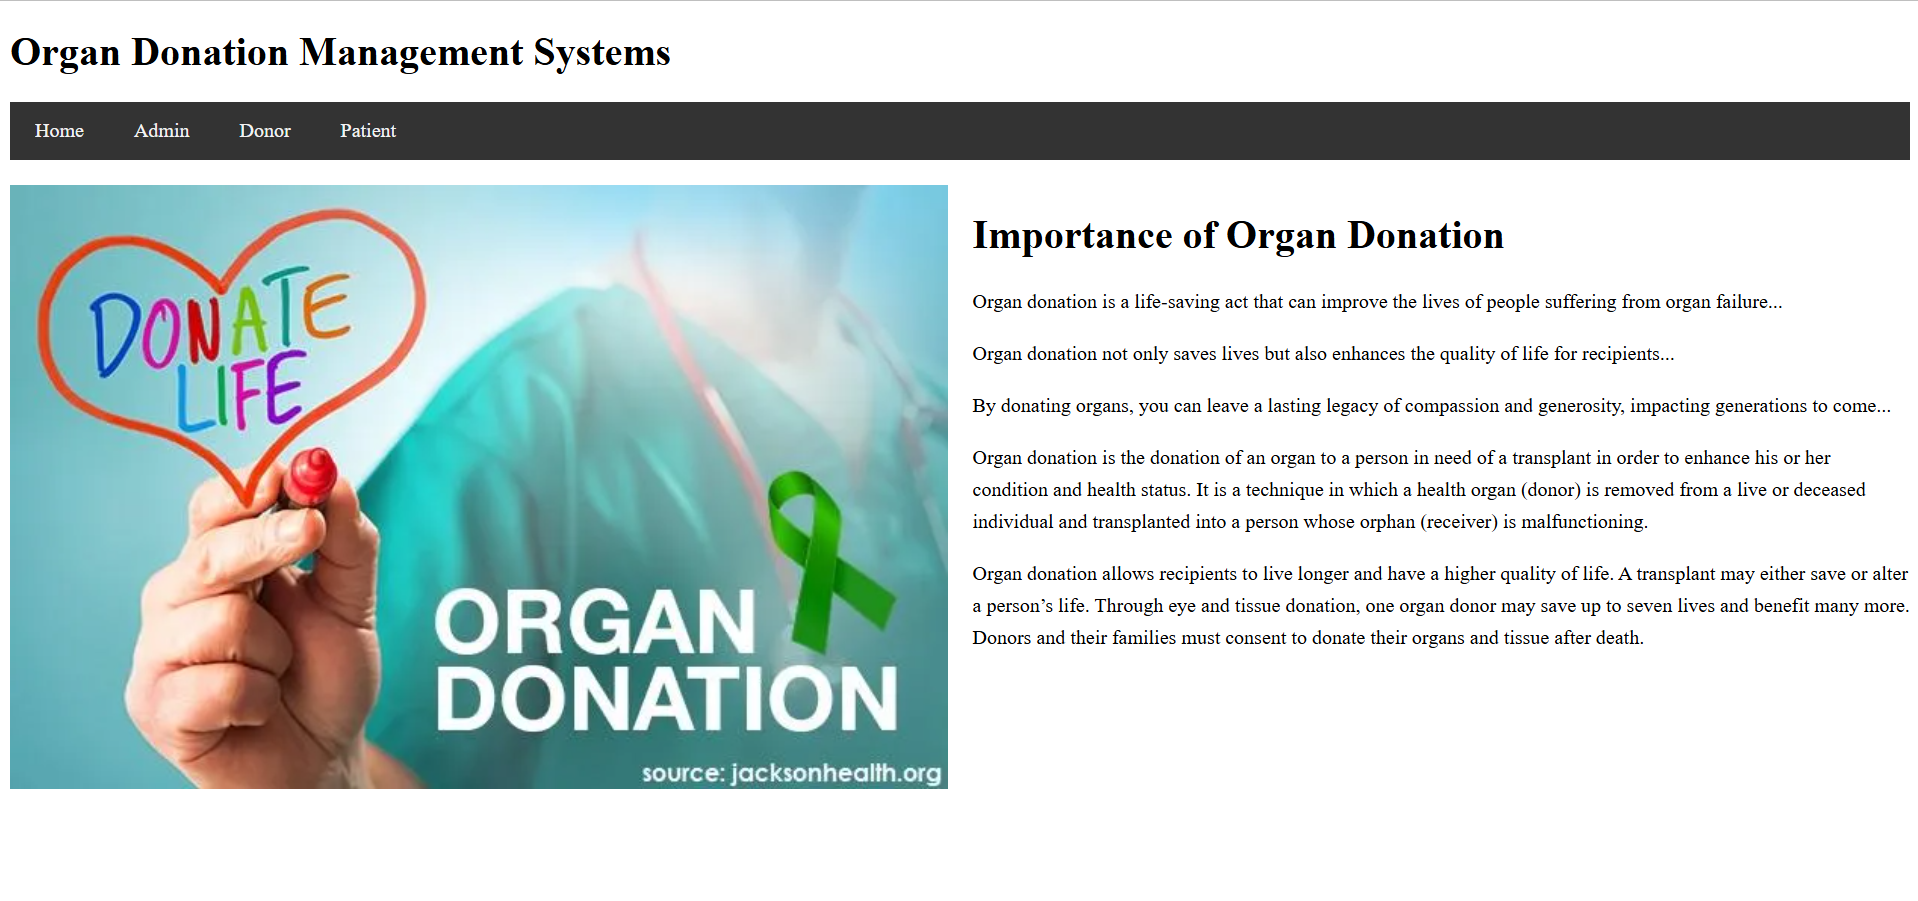 Organ Donation Management Systems
Home Admin Donor Patient
DONATE
LIFE
ORGAN
DONATION
source: jacksonhealth.org
Importance of Organ Donation
Organ donation is a life-saving act that can improve the lives of people suffering from organ failure...
Organ donation not only saves lives but also enhances the quality of life for recipients...
By donating organs, you can leave a lasting legacy of compassion and generosity, impacting generations to come...
Organ donation is the donation of an organ to a person in need of a transplant in order to enhance his or her
condition and health status. It is a technique in which a health organ (donor) is removed from a live or deceased
individual and transplanted into a person whose orphan (receiver) is malfunctioning.
Organ donation allows recipients to live longer and have a higher quality of life. A transplant may either save or alter
a person’s life. Through eye and tissue donation, one organ donor may save up to seven lives and benefit many more.
Donors and their families must consent to donate their organs and tissue after death.